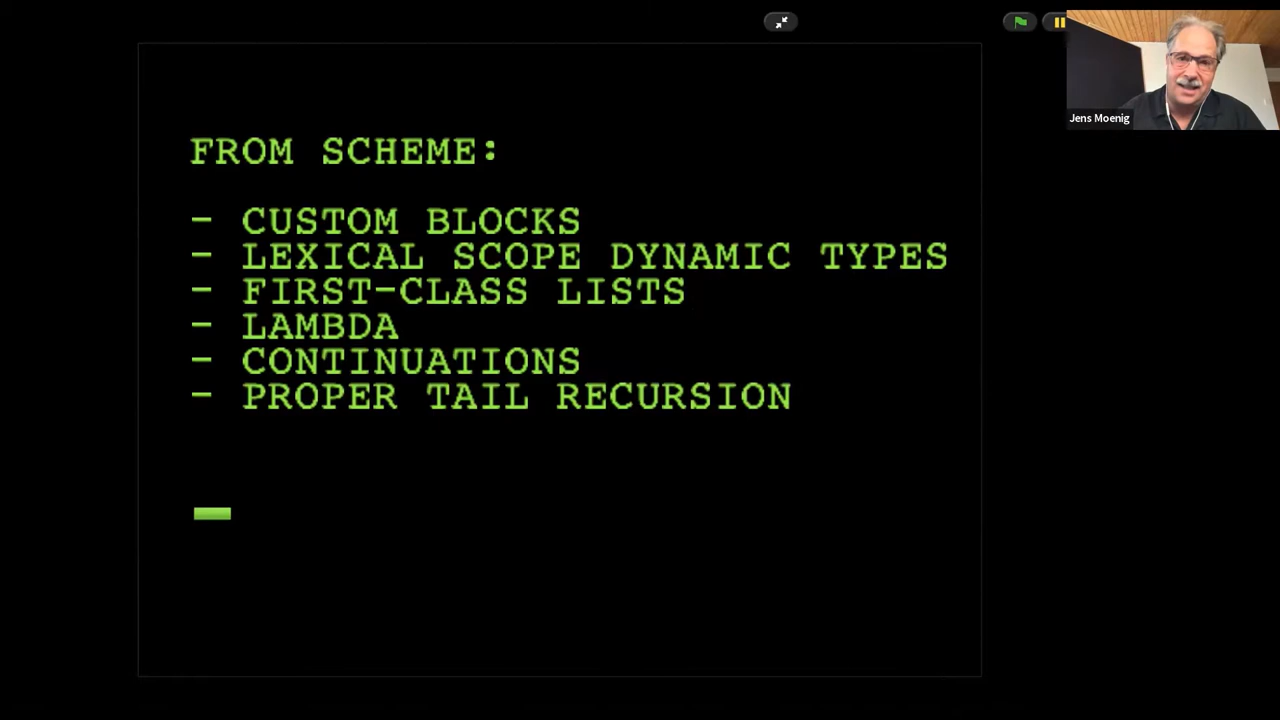 FROM SCHEME:
- CUSTOM BLOCKS
- LEXICAL SCOPE DYNAMIC TYPES
- FIRST-CLASS LISTS
- LAMBDA
- CONTINUATIONS
- PROPER TAIL RECURSION
Jens Moenig